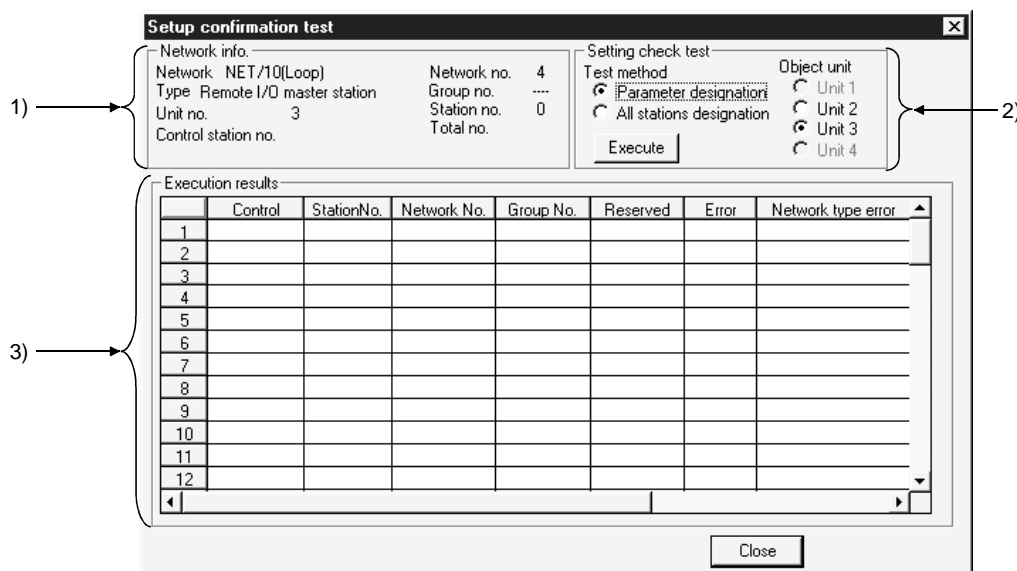 Setup confirmation test
1)
Network info.
Network NET/10(Loop)
Type Remote I/O master station
Unit no. 3
Control station no.
Network no. 4
Group no. ----
Station no. 0
Total no.
Setting check test
Test method
Parameter designation
All stations designation
Execute
Object unit
Unit 1
Unit 2
Unit 3
Unit 4
2)
3)
Execution results
Control StationNo. Network No. Group No. Reserved Error Network type error
1
2
3
4
5
6
7
8
9
10
11
12
Close